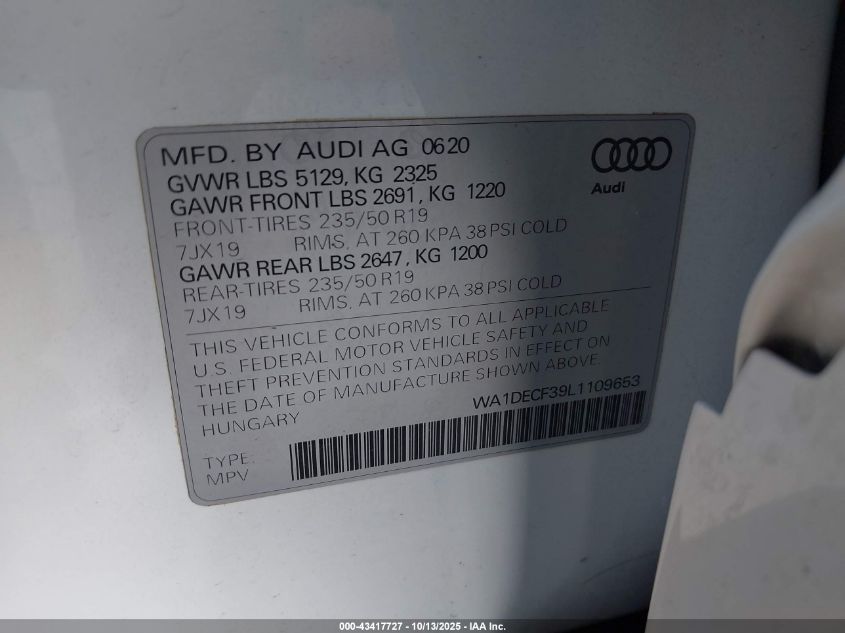 MFD. BY AUDI AG 0620
Audi
GVWR LBS 5129, KG 2325
GAWR FRONT LBS 2691, KG 1220
FRONT-TIRES 235/50 R19
7JX19 RIMS, AT 260 KPA 38 PSI COLD
GAWR REAR LBS 2647, KG 1200
REAR-TIRES 235/50 R19
7JX19 RIMS, AT 260 KPA 38 PSI COLD
THIS VEHICLE CONFORMS TO ALL APPLICABLE
U.S. FEDERAL MOTOR VEHICLE SAFETY AND
THEFT PREVENTION STANDARDS IN EFFECT ON
THE DATE OF MANUFACTURE SHOWN ABOVE.
HUNGARY WA1DECF39L1109653
TYPE:
MPV
000-43417727 - 10/13/2025 - IAA Inc.